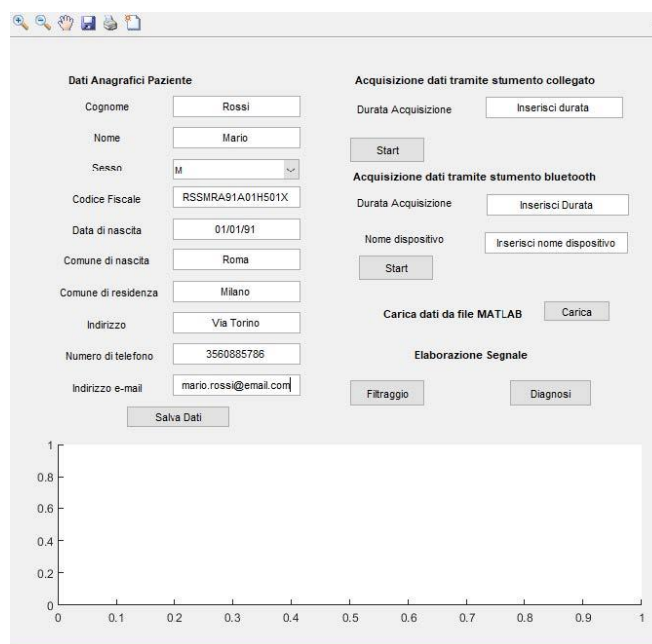 Dati Anagrafici Paziente
Cognome
Rossi
Nome
Mario
Sesso
M
Codice Fiscale
RSSMRA91A01H501X
Data di nascita
01/01/91
Comune di nascita
Roma
Comune di residenza
Milano
Indirizzo
Via Torino
Numero di telefono
3560885786
Indirizzo e-mail
mario.rossi@email.com
Salva Dati
Acquisizione dati tramite stumento collegato
Durata Acquisizione
Inserisci durata
Start
Acquisizione dati tramite stumento bluetooth
Durata Acquisizione
Inserisci Durata
Nome dispositivo
Inserisci nome dispositivo
Start
Carica dati da file MATLAB
Carica
Elaborazione Segnale
Filtraggio
Diagnosi
1
0.8
0.6
0.4
0.2
0
0 0.1 0.2 0.3 0.4 0.5 0.6 0.7 0.8 0.9 1